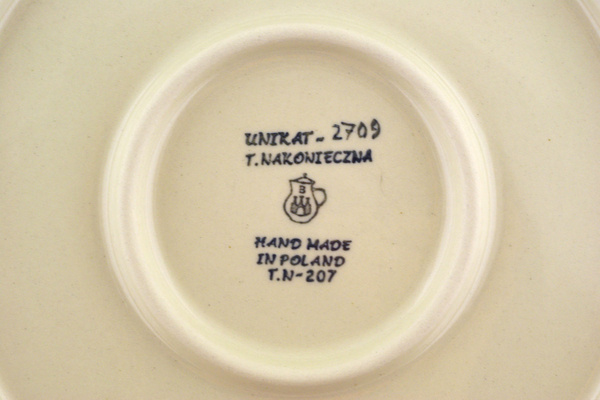 UNIKAT - 2709
T. NAKONIECZNA
B
HAND MADE
IN POLAND
T.N-207